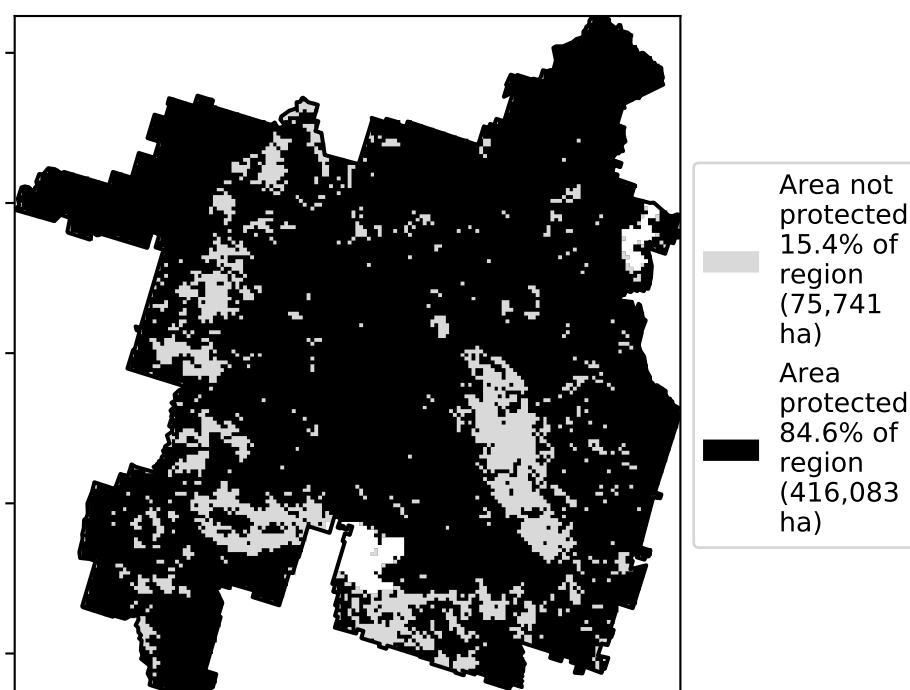 Area not
protected
15.4% of
region
(75,741
ha)
Area
protected
84.6% of
region
(416,083
ha)